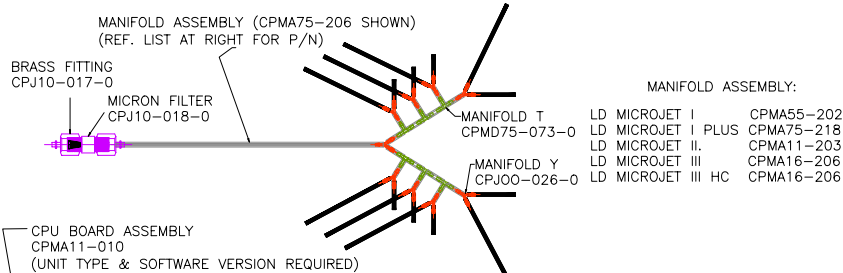 MANIFOLD ASSEMBLY (CPMA75-206 SHOWN)
(REF. LIST AT RIGHT FOR P/N)
BRASS FITTING
CPJ10-017-0
MICRON FILTER
CPJ10-018-0
MANIFOLD T
CPMD75-073-0
MANIFOLD Y
CPJOO-026-0
MANIFOLD ASSEMBLY:
LD MICROJET I CPMA55-202
LD MICROJET I PLUS CPMA75-218
LD MICROJET II. CPMA11-203
LD MICROJET III CPMA16-206
LD MICROJET III HC CPMA16-206
CPU BOARD ASSEMBLY
CPMA11-010
(UNIT TYPE & SOFTWARE VERSION REQUIRED)